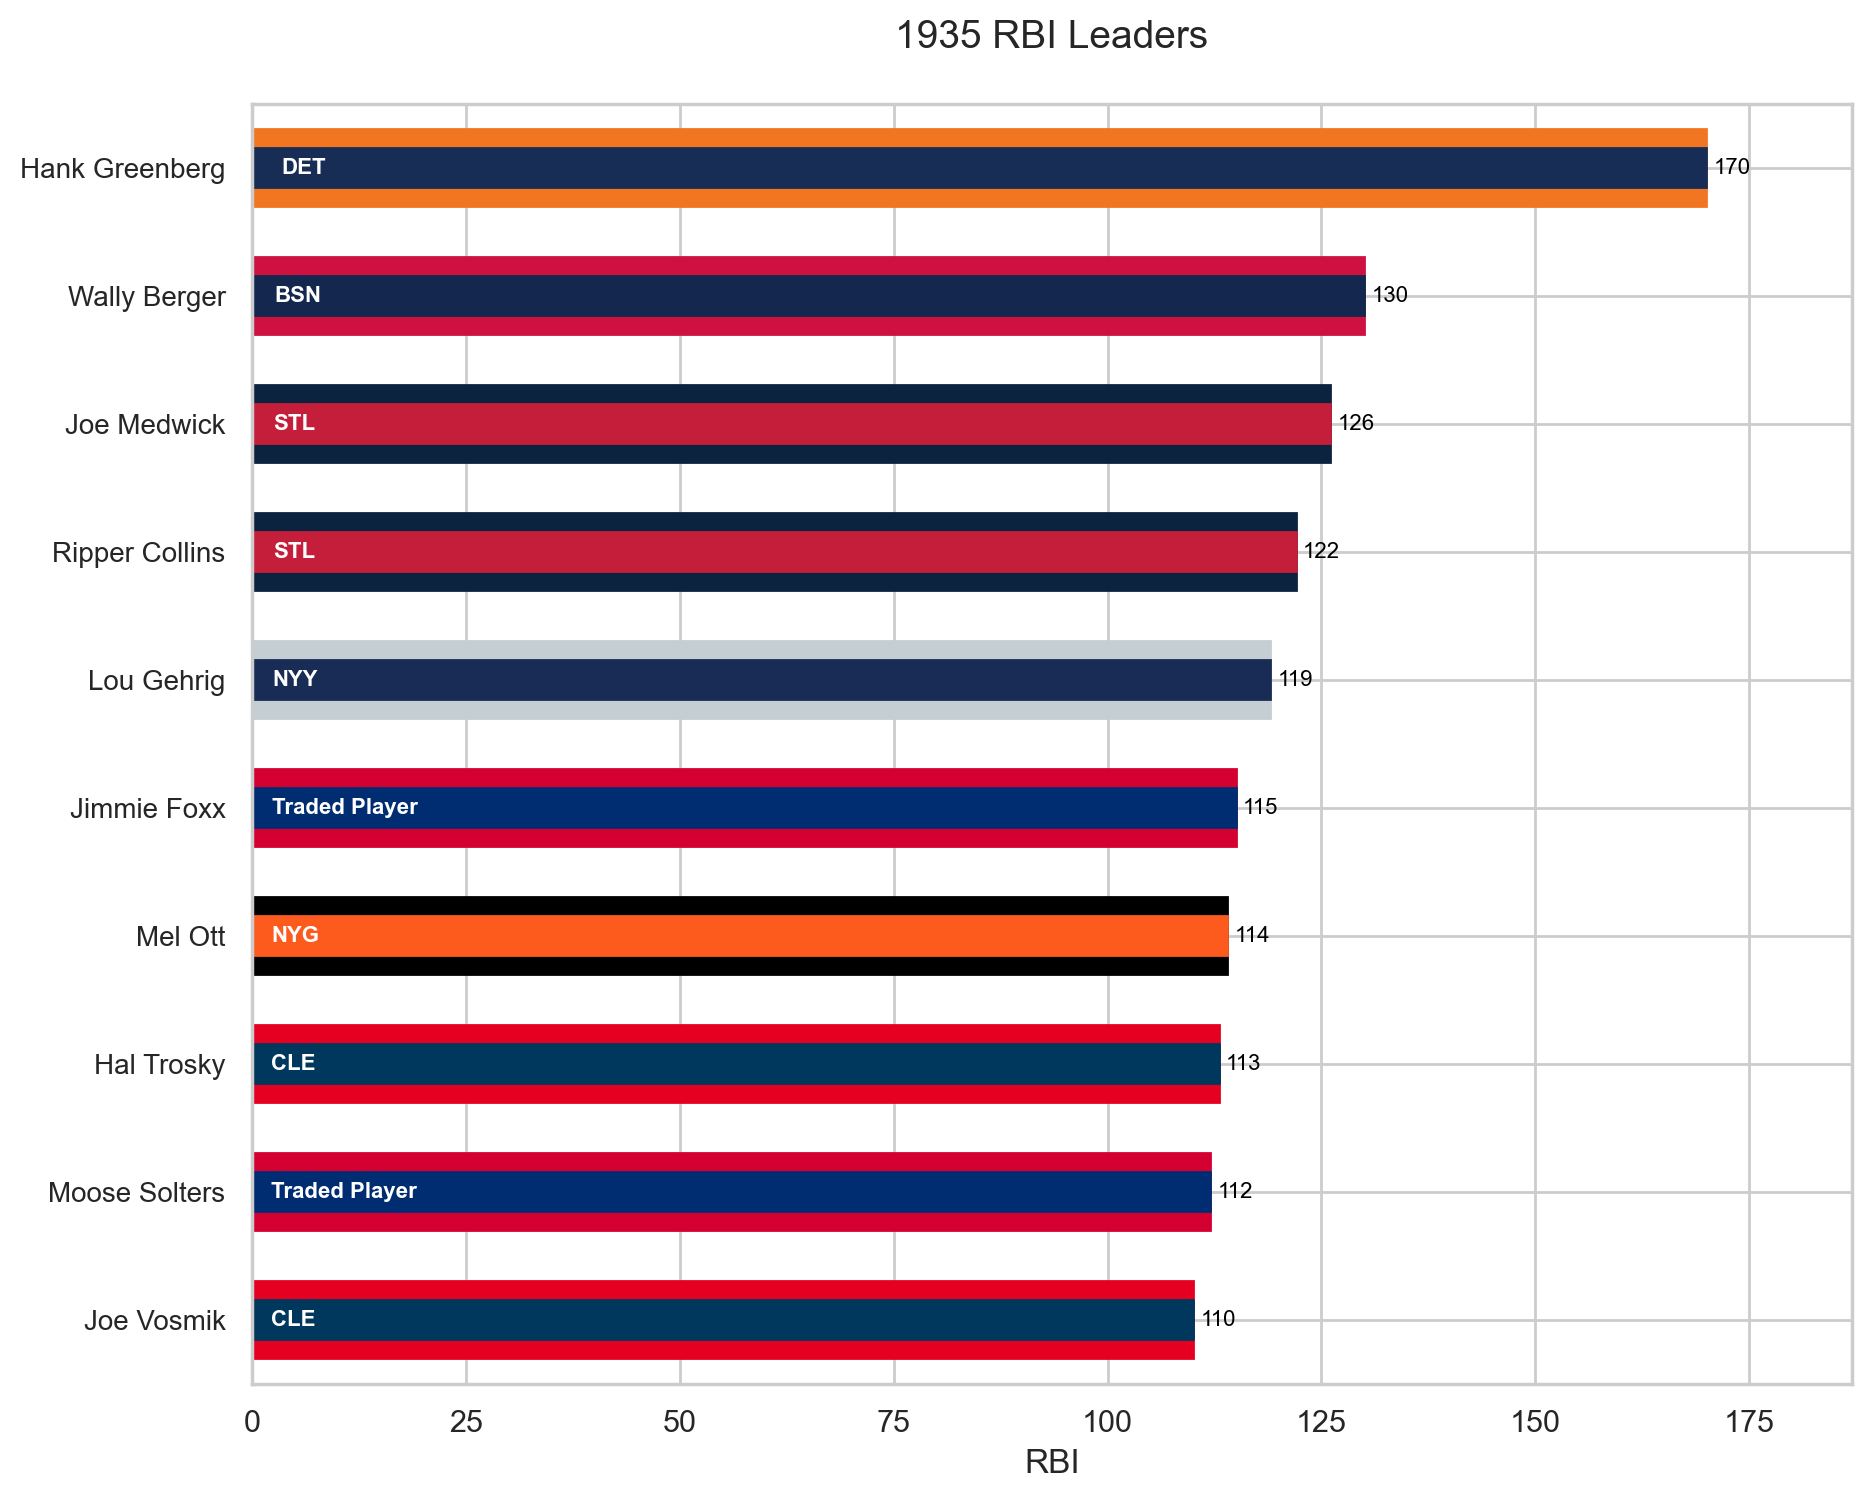 1935 RBI Leaders
Hank Greenberg DET 170
Wally Berger BSN 130
Joe Medwick STL 126
Ripper Collins STL 122
Lou Gehrig NYY 119
Jimmie Foxx Traded Player 115
Mel Ott NYG 114
Hal Trosky CLE 113
Moose Solters Traded Player 112
Joe Vosmik CLE 110
0 25 50 75 100 125 150 175
RBI